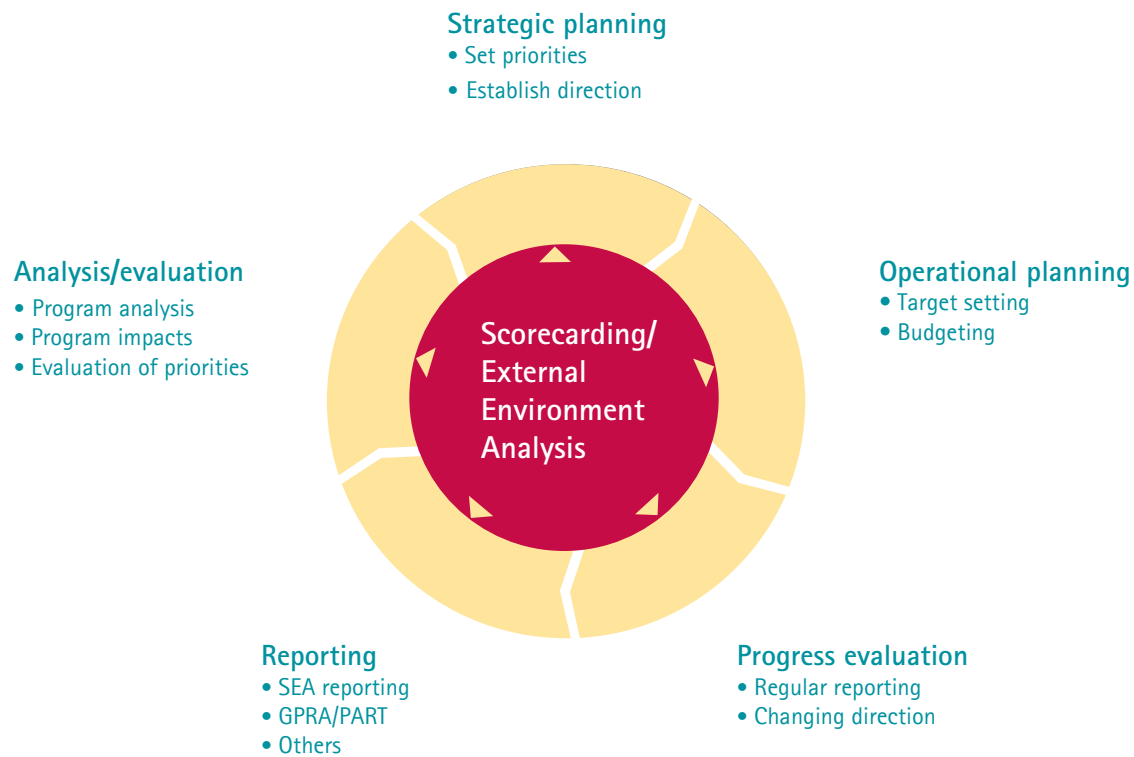 Strategic planning
• Set priorities
• Establish direction
Analysis/evaluation
• Program analysis
• Program impacts
• Evaluation of priorities
Scorecarding/
External
Environment
Analysis
Operational planning
• Target setting
• Budgeting
Reporting
• SEA reporting
• GPRA/PART
• Others
Progress evaluation
• Regular reporting
• Changing direction